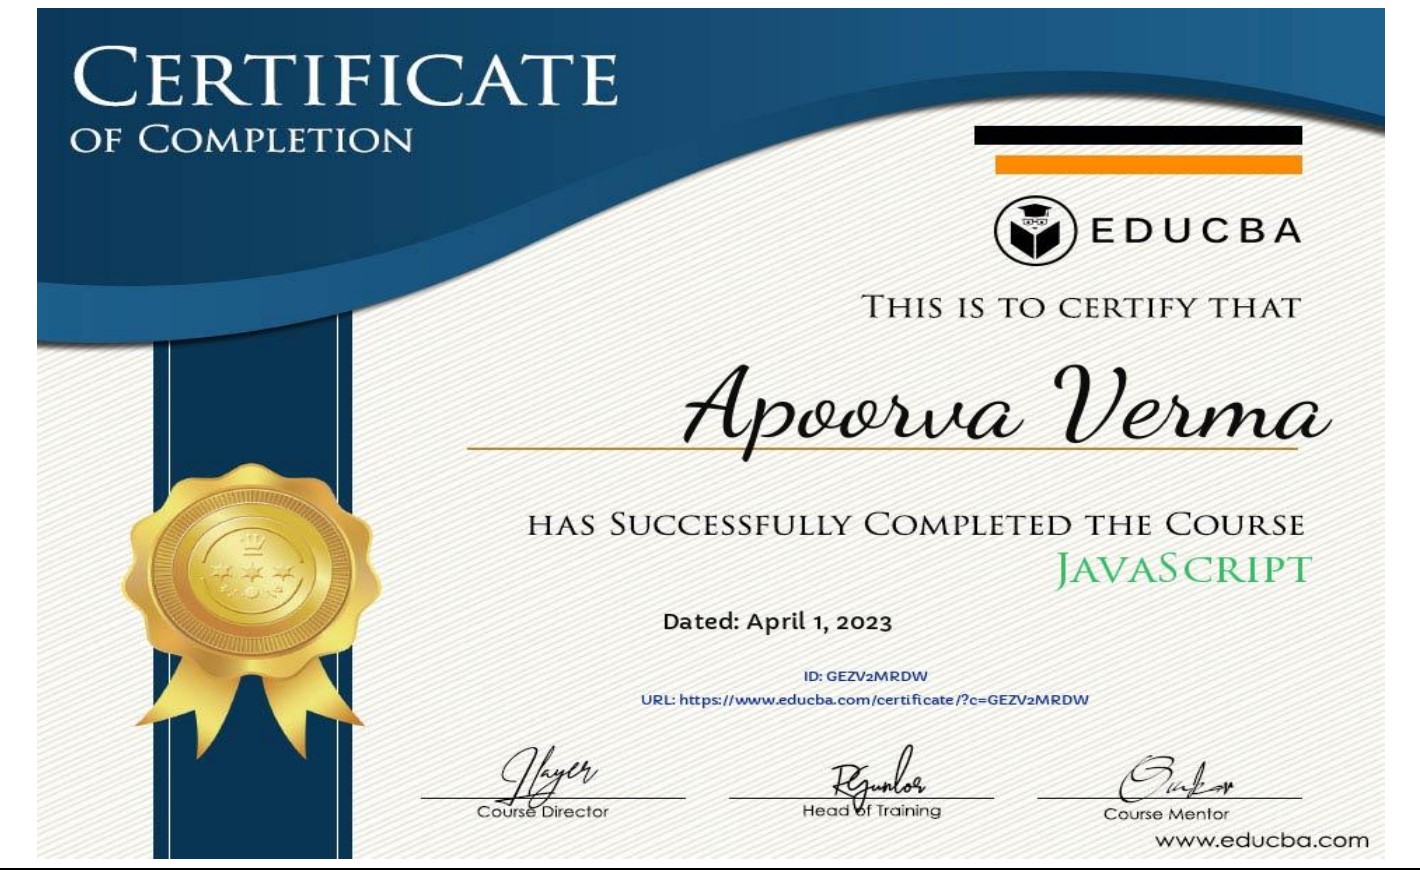 CERTIFICATE
OF COMPLETION
EDUCBA
THIS IS TO CERTIFY THAT
Apoorva Verma
HAS SUCCESSFULLY COMPLETED THE COURSE
JAVASCRIPT
Dated: April 1, 2023
ID: GEZV2MRDW
URL: https://www.educba.com/certificate/?c=GEZV2MRDW
Course Director
Head of Training
Course Mentor
www.educba.com